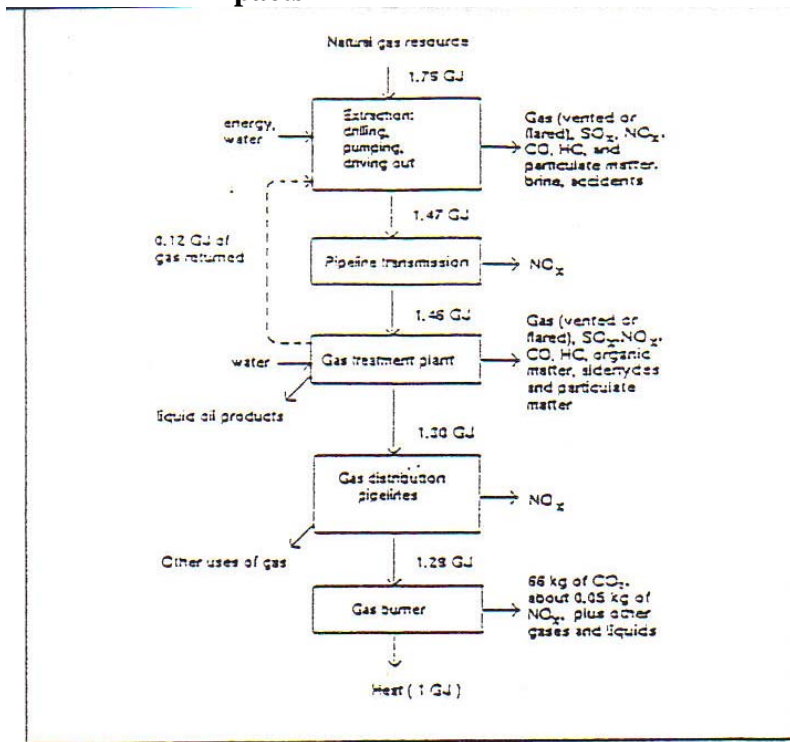 Natural gas resource
1.75 GJ
energy,
water
Extraction:
drilling,
pumping,
driving out
Gas (vented or
flared), SOₓ, NOₓ,
CO, HC, and
particulate matter,
brine, accidents
1.47 GJ
0.12 GJ of
gas returned
Pipeline transmission
NOₓ
1.46 GJ
water
Gas treatment plant
Gas (vented or
flared), SOₓ, NOₓ,
CO, HC, organic
matter, aldehydes
and particulate
matter
liquid oil products
1.30 GJ
Gas distribution
pipelines
NOₓ
Other uses of gas
GJ
Gas burner
66 kg of CO₂,
about 0.05 kg of
NOₓ, plus other
gases and liquids
Heat ( 1 GJ )